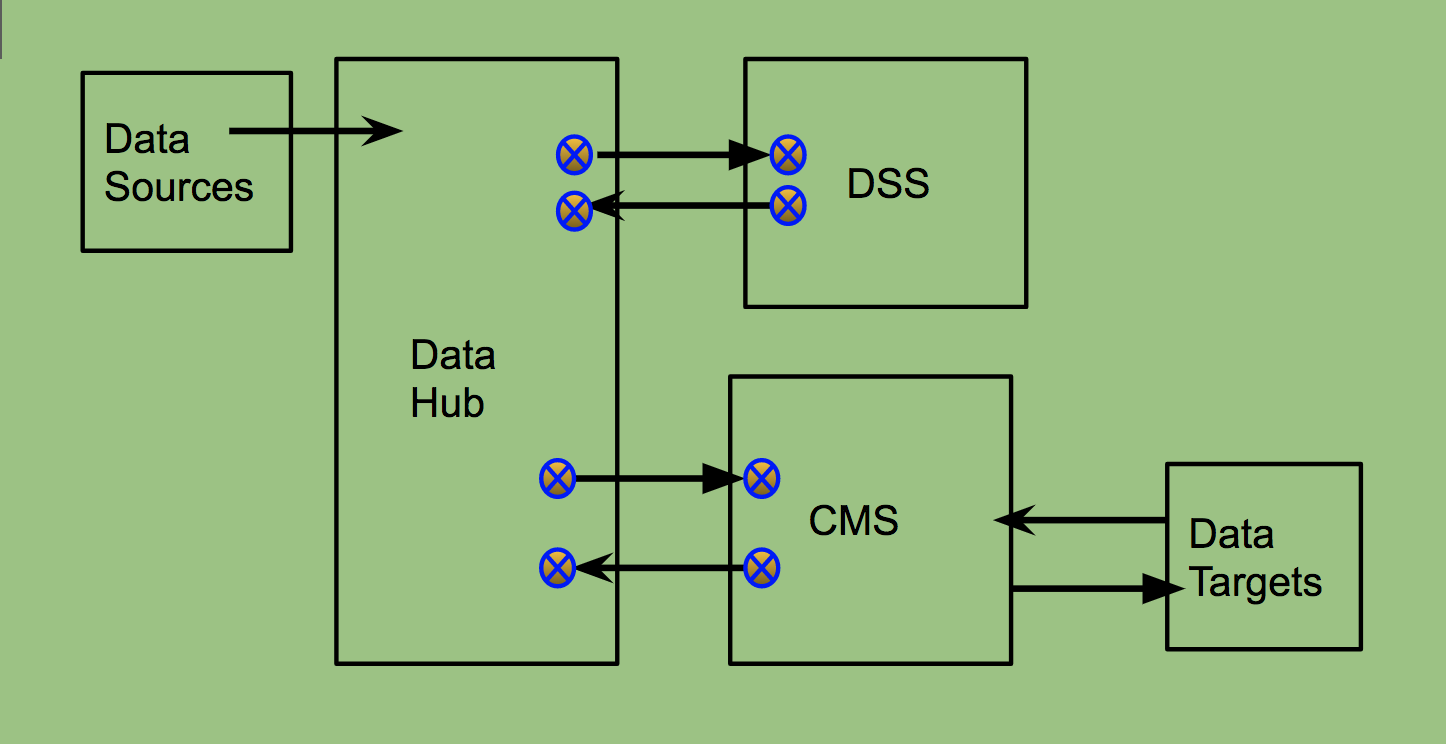 Data
Sources
DSS
Data
Hub
CMS
Data
Targets